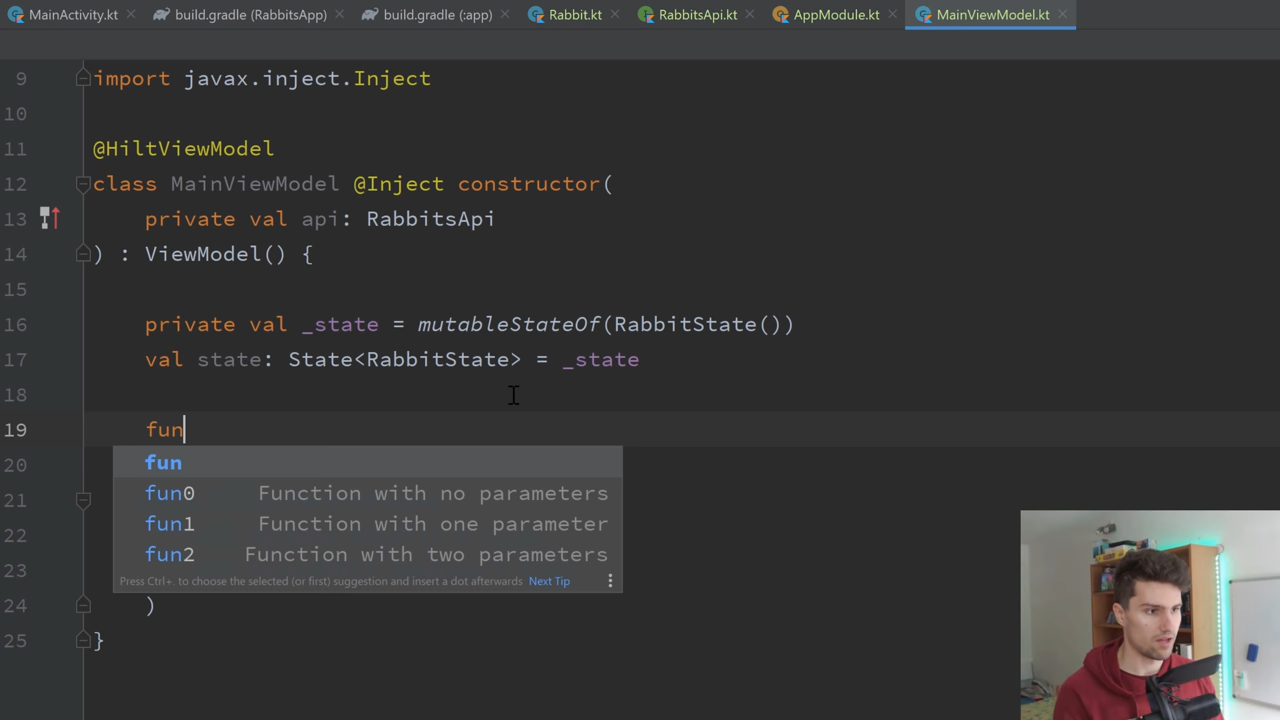 MainActivity.kt build.gradle (RabbitsApp) build.gradle (:app) Rabbit.kt RabbitsApi.kt AppModule.kt MainViewModel.kt
9 import javax.inject.Inject
10
11 @HiltViewModel
12 class MainViewModel @Inject constructor(
13 private val api: RabbitsApi
14 ) : ViewModel() {
15
16 private val _state = mutableStateOf(RabbitState())
17 val state: State<RabbitState> = _state
18
19 fun
20 fun
21 fun0 Function with no parameters
22 fun1 Function with one parameter
23 fun2 Function with two parameters
Press Ctrl+. to choose the selected (or first) suggestion and insert a dot afterwards Next Tip
24 )
25 }